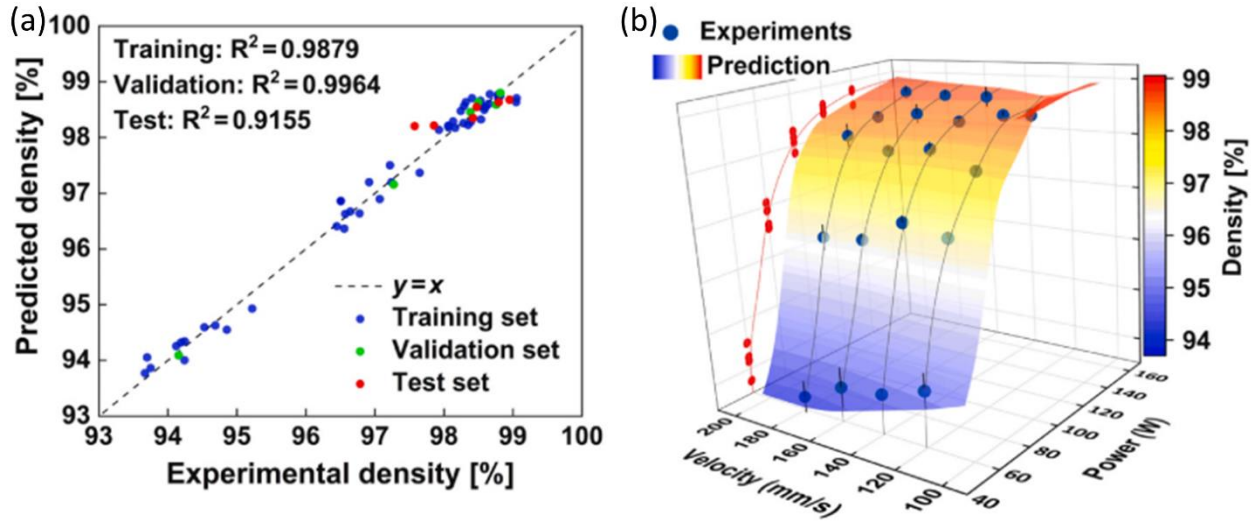 (a)
100
99
98
97
96
95
94
93
Predicted density [%]
Training: R²=0.9879
Validation: R²=0.9964
Test: R²=0.9155
y=x
Training set
Validation set
Test set
93 94 95 96 97 98 99 100
Experimental density [%]
(b)
Experiments
Prediction
99
98
97
96
95
94
Density [%]
200 180 160 140 120 100
Velocity (mm/s)
40 60 80 100 120 140 160
Power (W)